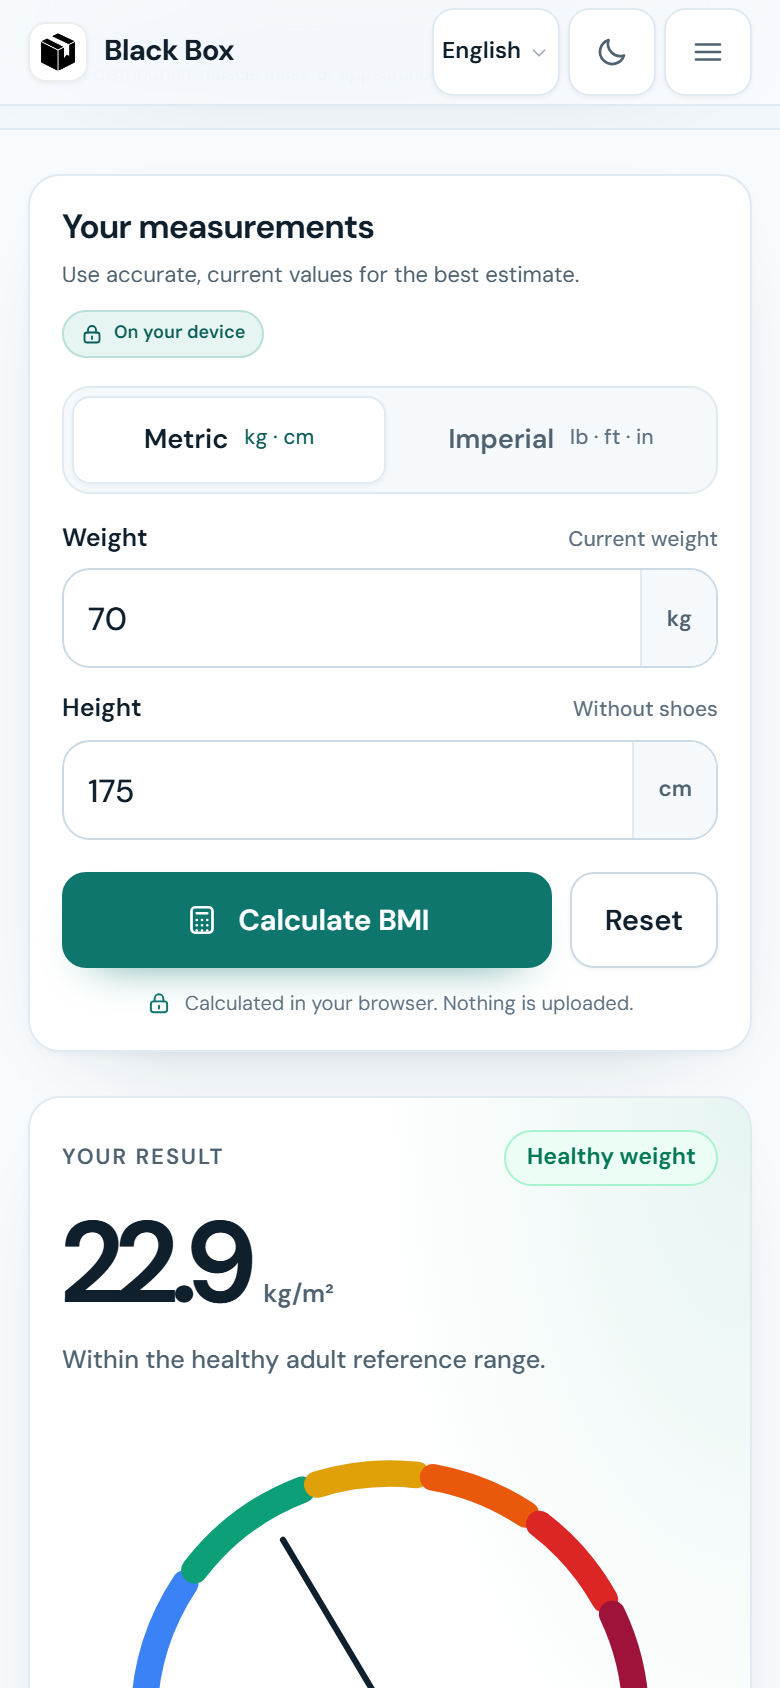 Black Box
English
Your measurements
Use accurate, current values for the best estimate.
On your device
Metric kg · cm
Imperial lb · ft · in
Weight
Current weight
70
kg
Height
Without shoes
175
cm
Calculate BMI
Reset
Calculated in your browser. Nothing is uploaded.
YOUR RESULT
Healthy weight
22.9 kg/m²
Within the healthy adult reference range.